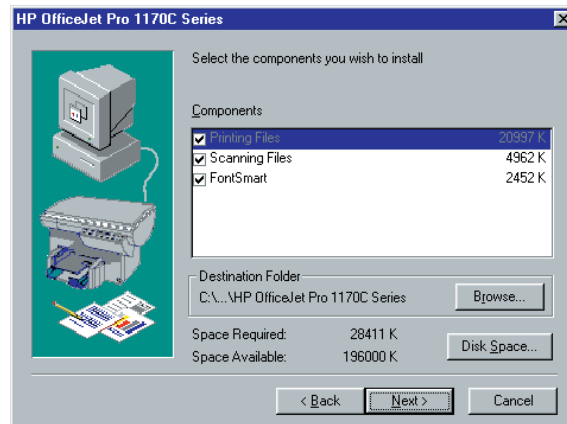 HP OfficeJet Pro 1170C Series
Select the components you wish to install
Components
Printing Files 20997 K
Scanning Files 4962 K
FontSmart 2452 K
Destination Folder
C:\...\HP OfficeJet Pro 1170C Series Browse...
Space Required: 28411 K
Space Available: 196000 K
Disk Space...
< Back Next > Cancel